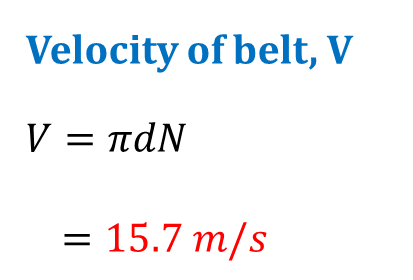 Velocity of belt, V
V = πdN
= 15.7 m/s